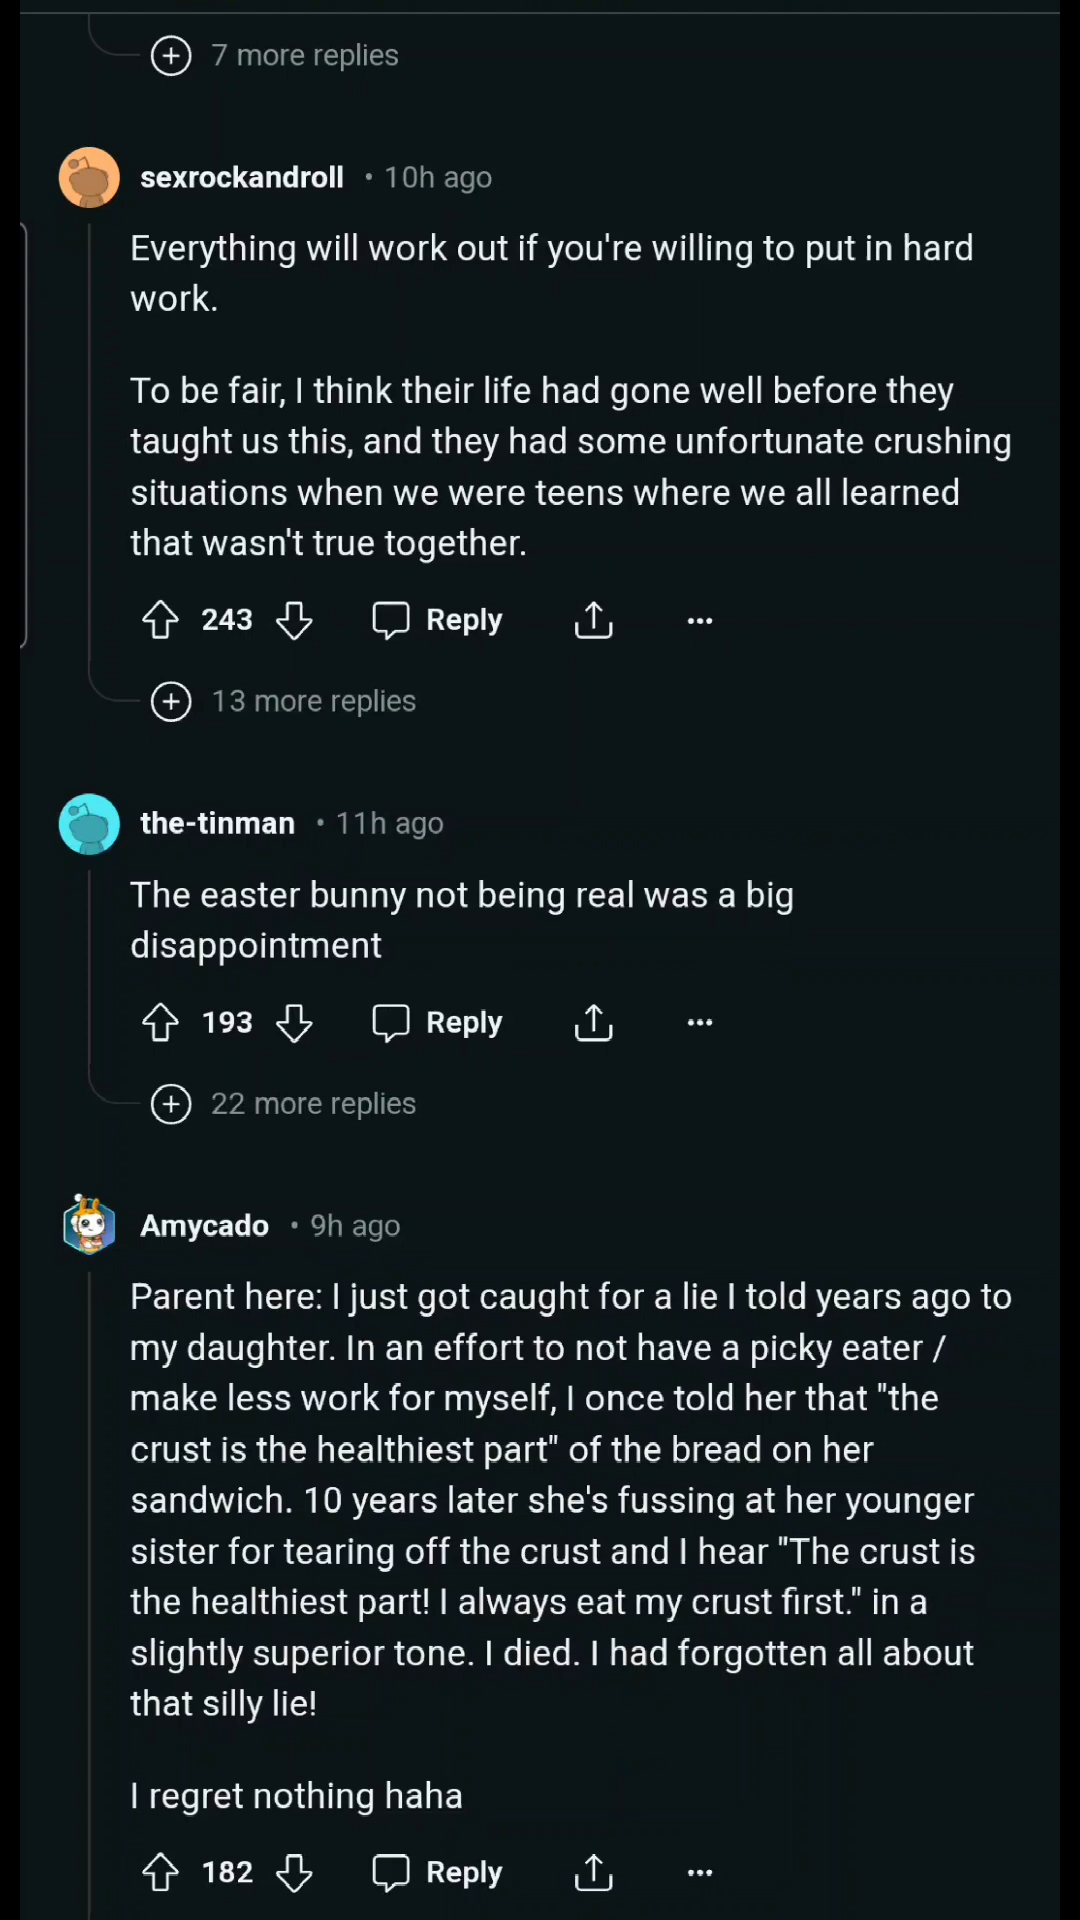 7 more replies
sexrockandroll • 10h ago
Everything will work out if you're willing to put in hard
work.
To be fair, I think their life had gone well before they
taught us this, and they had some unfortunate crushing
situations when we were teens where we all learned
that wasn't true together.
243 Reply ...
13 more replies
the-tinman • 11h ago
The easter bunny not being real was a big
disappointment
193 Reply ...
22 more replies
Amycado • 9h ago
Parent here: I just got caught for a lie I told years ago to
my daughter. In an effort to not have a picky eater /
make less work for myself, I once told her that "the
crust is the healthiest part" of the bread on her
sandwich. 10 years later she's fussing at her younger
sister for tearing off the crust and I hear "The crust is
the healthiest part! I always eat my crust first." in a
slightly superior tone. I died. I had forgotten all about
that silly lie!
I regret nothing haha
182 Reply ...